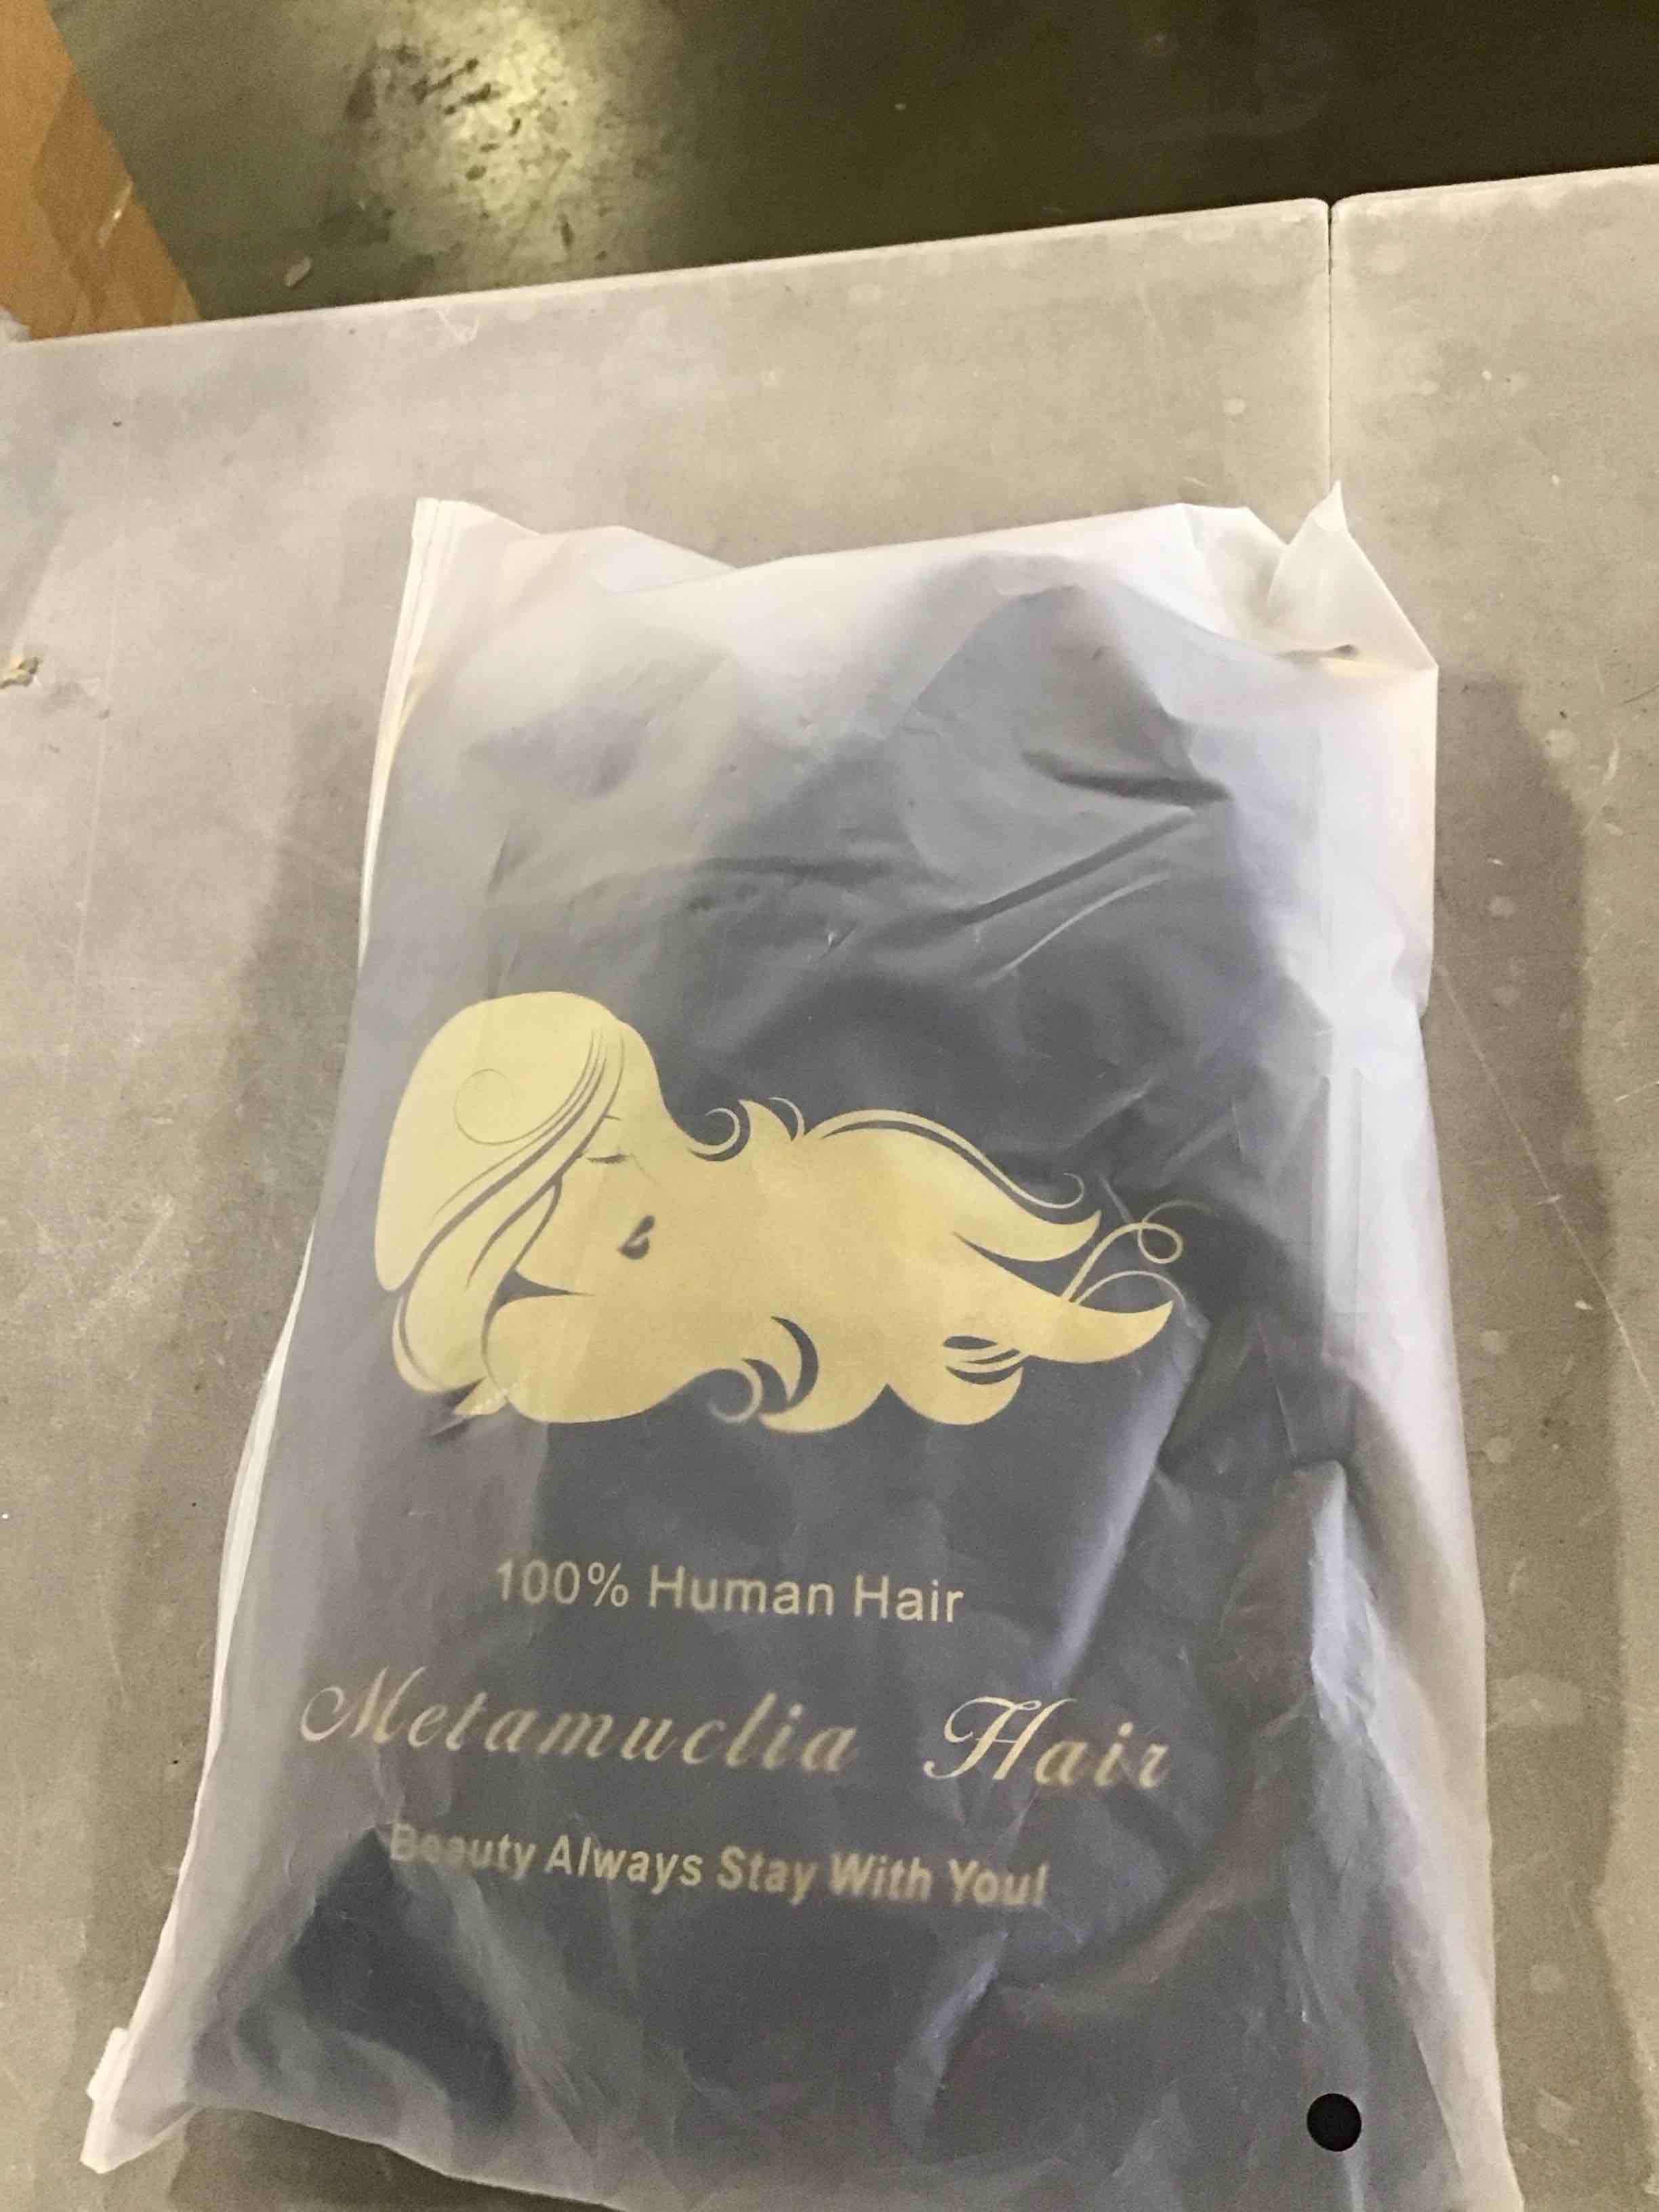 100% Human Hair
Metamuclia Hair
Beauty Always Stay With You!